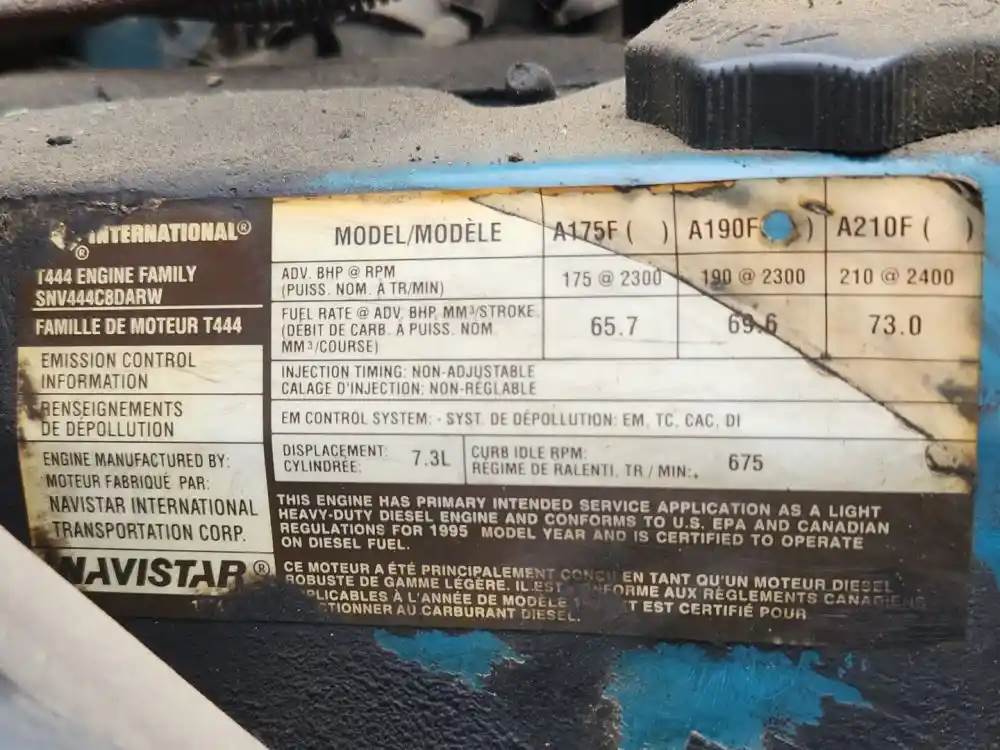 INTERNATIONAL®
®
T444 ENGINE FAMILY
SNV444C8DARW
FAMILLE DE MOTEUR T444
EMISSION CONTROL
INFORMATION
RENSEIGNEMENTS
DE DÉPOLLUTION
ENGINE MANUFACTURED BY:
MOTEUR FABRIQUÉ PAR:
NAVISTAR INTERNATIONAL
TRANSPORTATION CORP.
NAVISTAR®
MODEL/MODÈLE A175F ( ) A190F ) A210F ( )
ADV. BHP @ RPM
(PUISS. NOM. À TR/MIN) 175 @ 2300 190 @ 2300 210 @ 2400
FUEL RATE @ ADV. BHP, MM³/STROKE
(DÉBIT DE CARB. À PUISS. NOM
MM³/COURSE) 65.7 69.6 73.0
INJECTION TIMING: NON-ADJUSTABLE
CALAGE D'INJECTION: NON-RÉGLABLE
EM CONTROL SYSTEM: - SYST. DE DÉPOLLUTION: EM, TC, CAC, DI
DISPLACEMENT:
CYLINDRÉE: 7.3L
CURB IDLE RPM:
RÉGIME DE RALENTI, TR / MIN: 675
THIS ENGINE HAS PRIMARY INTENDED SERVICE APPLICATION AS A LIGHT
HEAVY-DUTY DIESEL ENGINE AND CONFORMS TO U.S. EPA AND CANADIAN
REGULATIONS FOR 1995 MODEL YEAR AND IS CERTIFIED TO OPERATE
ON DIESEL FUEL.
CE MOTEUR A ÉTÉ PRINCIPALEMENT CONÇU EN TANT QU'UN MOTEUR DIESEL
ROBUSTE DE GAMME LÉGÈRE. IL EST AUX RÈGLEMENTS CANADIENS
À L'ANNÉE DE MODÈLE ET EST CERTIFIÉ POUR
AU CARBURANT DIESEL.